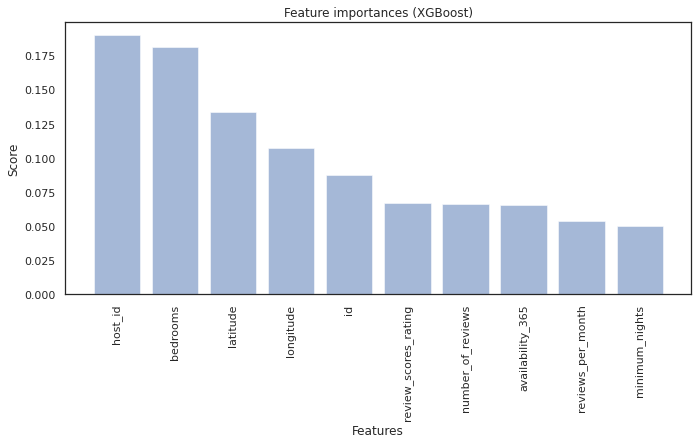 Feature importances (XGBoost)
Score
0.175
0.150
0.125
0.100
0.075
0.050
0.025
0.000
host_id
bedrooms
latitude
longitude
id
review_scores_rating
number_of_reviews
availability_365
reviews_per_month
minimum_nights
Features